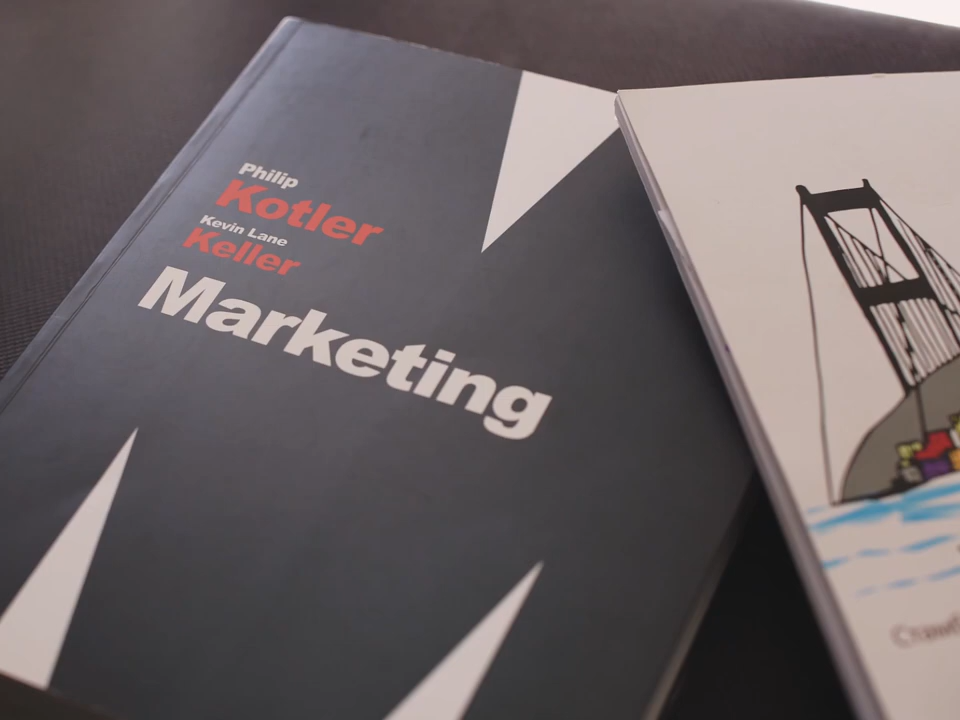 Philip
Kotler
Kevin Lane
Keller
Marketing